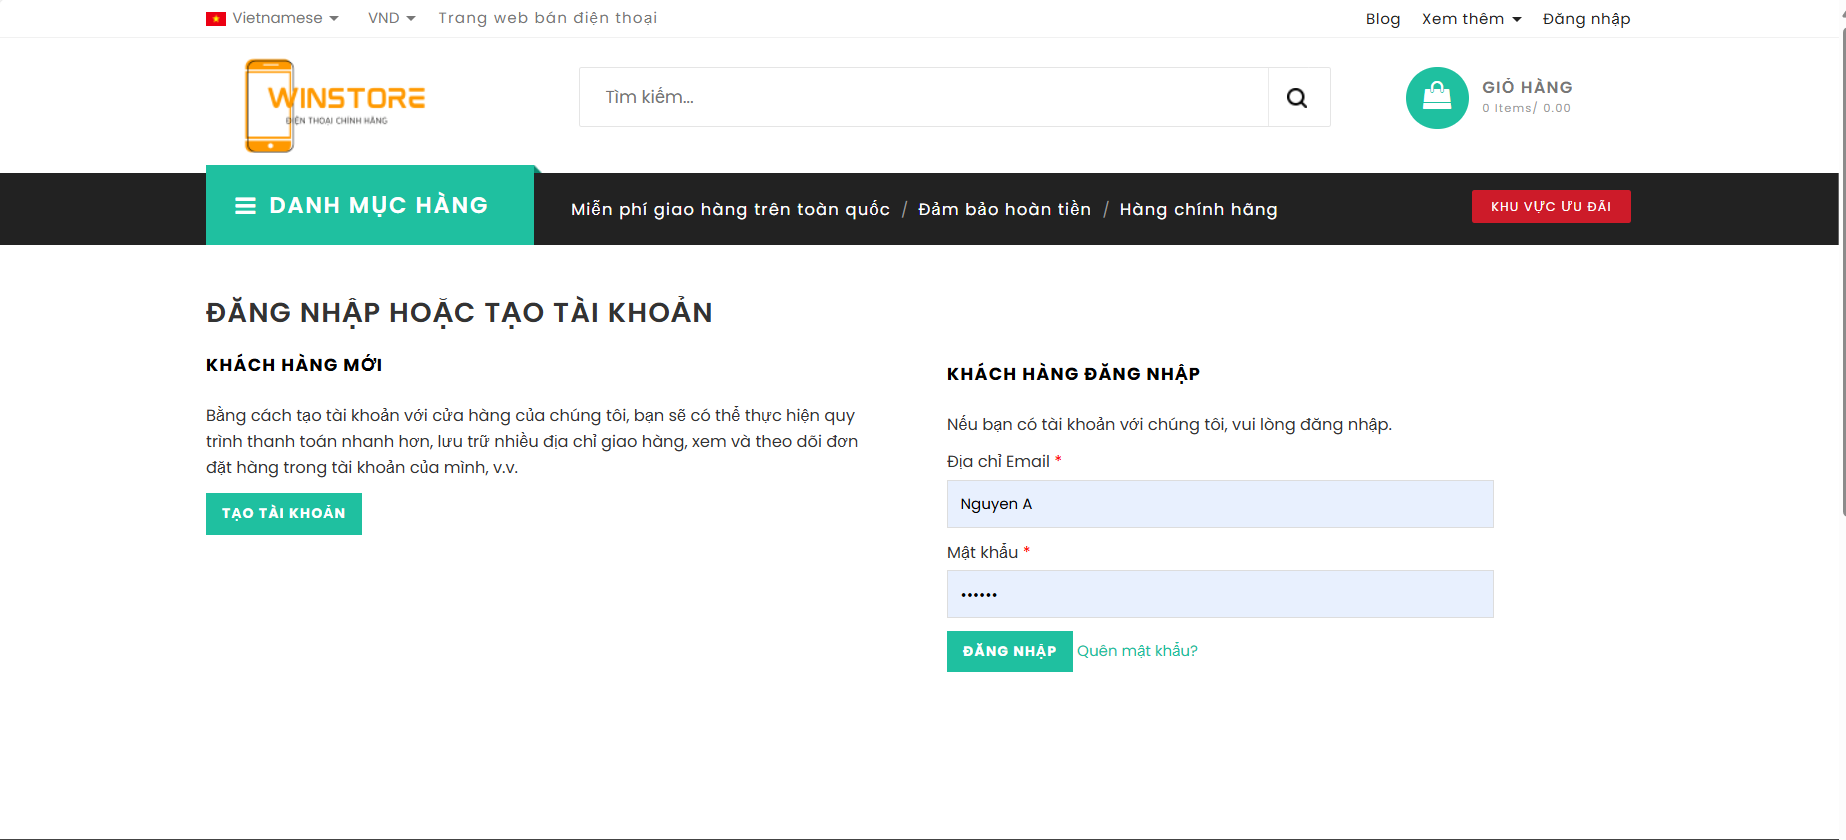 Vietnamese VND Trang web bán điện thoại Blog Xem thêm Đăng nhập
WINSTORE
ĐIỆN THOẠI CHÍNH HÃNG
Tìm kiếm...
GIỎ HÀNG
0 Items/ 0.00
DANH MỤC HÀNG
Miễn phí giao hàng trên toàn quốc / Đảm bảo hoàn tiền / Hàng chính hãng
KHU VỰC ƯU ĐÃI
ĐĂNG NHẬP HOẶC TẠO TÀI KHOẢN
KHÁCH HÀNG MỚI
Bằng cách tạo tài khoản với cửa hàng của chúng tôi, bạn sẽ có thể thực hiện quy
trình thanh toán nhanh hơn, lưu trữ nhiều địa chỉ giao hàng, xem và theo dõi đơn
đặt hàng trong tài khoản của mình, v.v.
TẠO TÀI KHOẢN
KHÁCH HÀNG ĐĂNG NHẬP
Nếu bạn có tài khoản với chúng tôi, vui lòng đăng nhập.
Địa chỉ Email *
Nguyen A
Mật khẩu *
••••••
ĐĂNG NHẬP Quên mật khẩu?